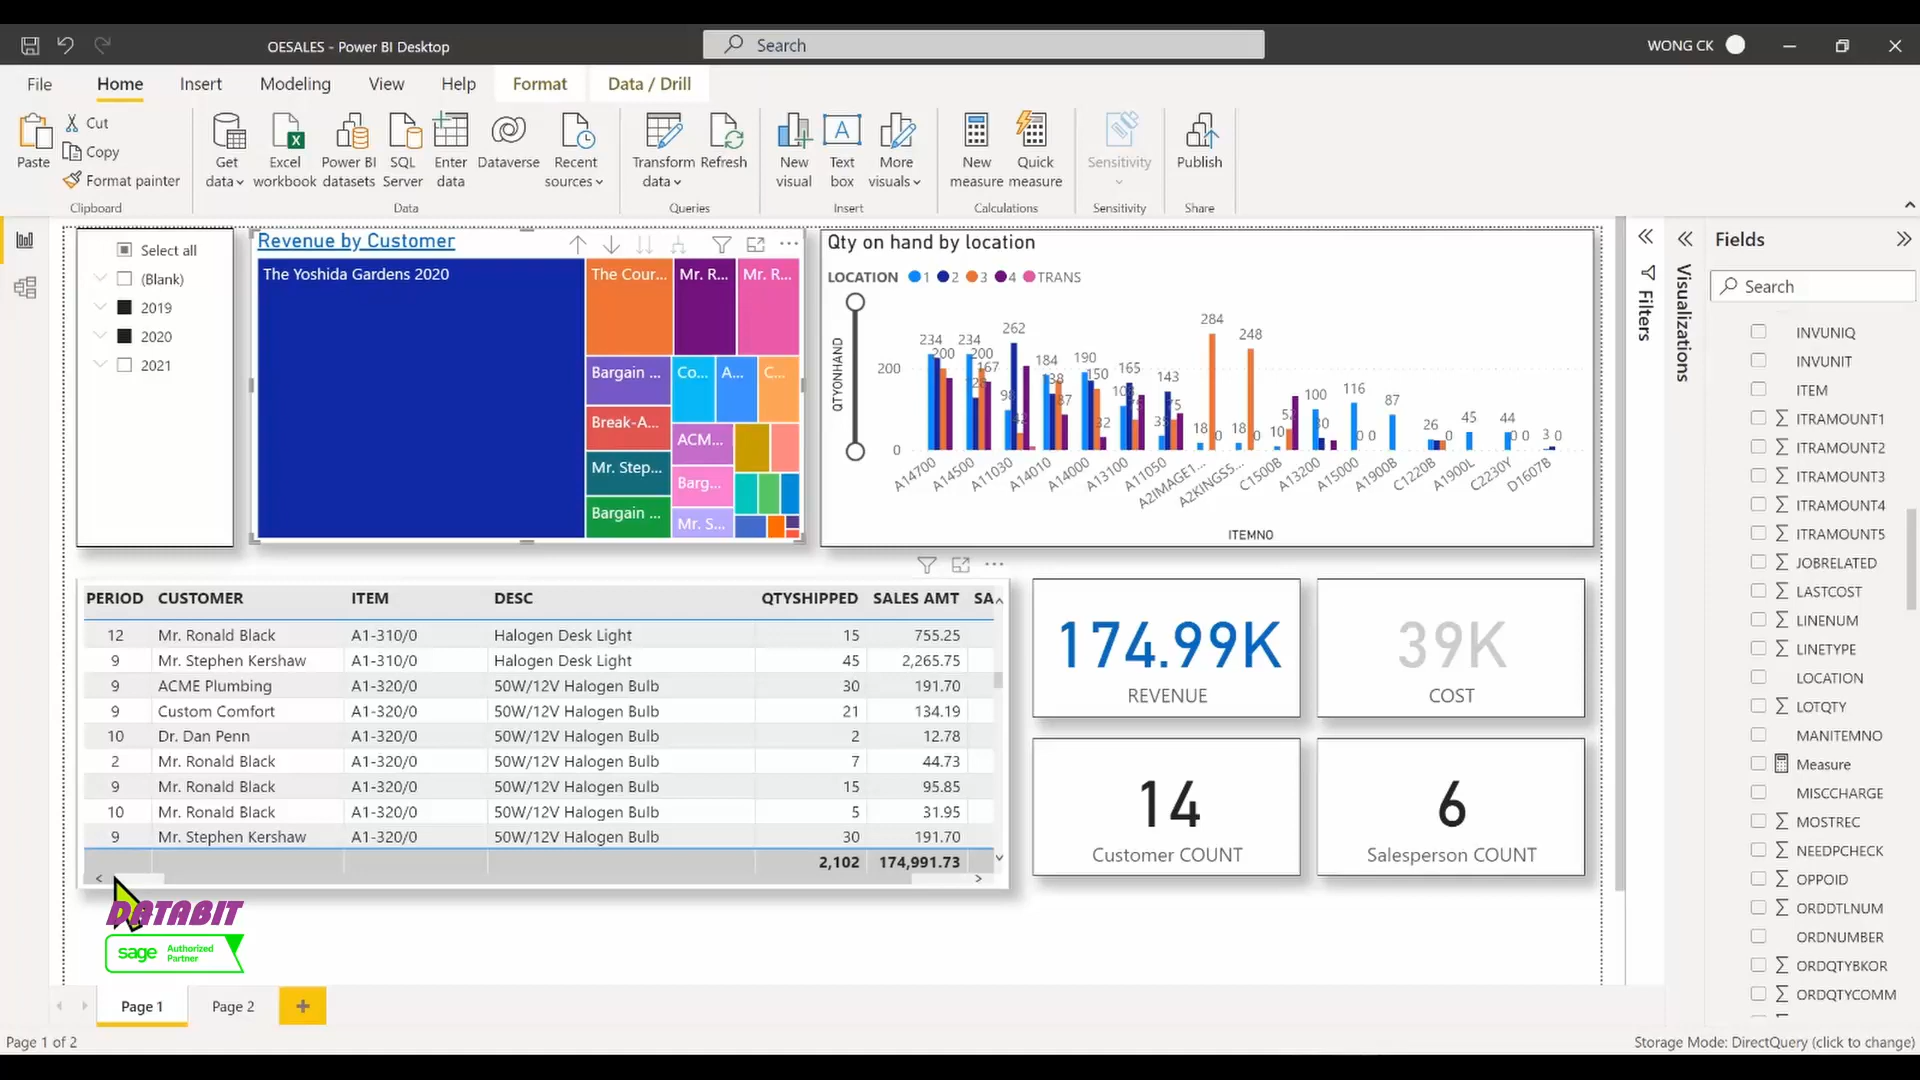 OESALES - Power BI Desktop
Search
WONG CK
File Home Insert Modeling View Help Format Data / Drill
Paste
Cut
Copy
Format painter
Clipboard
Get data
Excel workbook
Power BI datasets
SQL Server
Enter data
Dataverse
Recent sources
Data
Transform data
Refresh
Queries
New visual
Text box
More visuals
Insert
New measure
Quick measure
Calculations
Sensitivity
Sensitivity
Publish
Share
Select all
(Blank)
2019
2020
2021
Revenue by Customer
The Yoshida Gardens 2020
The Cour...
Mr. R...
Mr. R...
Bargain ...
Co...
A...
C...
Break-A...
ACM...
Mr. Step...
Barg...
Bargain ...
Mr. S...
Qty on hand by location
LOCATION 1 2 3 4 TRANS
QTYONHAND
200
0
234 200 234 200 167 262 184 190 150 32 165 143 18 284 0 18 248 0 10 100 116 0 0 87 26 0 45 44 0 0 3 0
A14700 A14500 A11030 A14010 A14000 A13100 A11050 A2IMAGE1... A2KINGS5... C1500B A13200 A15000 A1900B C1220B A1900L C2230Y D1607B
ITEMNO
PERIOD CUSTOMER ITEM DESC QTYSHIPPED SALES AMT SA
12 Mr. Ronald Black A1-310/0 Halogen Desk Light 15 755.25
9 Mr. Stephen Kershaw A1-310/0 Halogen Desk Light 45 2,265.75
9 ACME Plumbing A1-320/0 50W/12V Halogen Bulb 30 191.70
9 Custom Comfort A1-320/0 50W/12V Halogen Bulb 21 134.19
10 Dr. Dan Penn A1-320/0 50W/12V Halogen Bulb 2 12.78
2 Mr. Ronald Black A1-320/0 50W/12V Halogen Bulb 7 44.73
9 Mr. Ronald Black A1-320/0 50W/12V Halogen Bulb 15 95.85
10 Mr. Ronald Black A1-320/0 50W/12V Halogen Bulb 5 31.95
9 Mr. Stephen Kershaw A1-320/0 50W/12V Halogen Bulb 30 191.70
2,102 174,991.73
174.99K
REVENUE
39K
COST
14
Customer COUNT
6
Salesperson COUNT
DATABIT
sage Authorized Partner
Filters
Visualizations
Fields
Search
INVUNIQ
INVUNIT
ITEM
ITRAMOUNT1
ITRAMOUNT2
ITRAMOUNT3
ITRAMOUNT4
ITRAMOUNT5
JOBRELATED
LASTCOST
LINENUM
LINETYPE
LOCATION
LOTQTY
MANITEMNO
Measure
MISCCHARGE
MOSTREC
NEEDPCHECK
OPPOID
ORDDTLNUM
ORDNUMBER
ORDQTYBKOR
ORDQTYCOMM
Page 1
Page 2
Page 1 of 2
Storage Mode: DirectQuery (click to change)